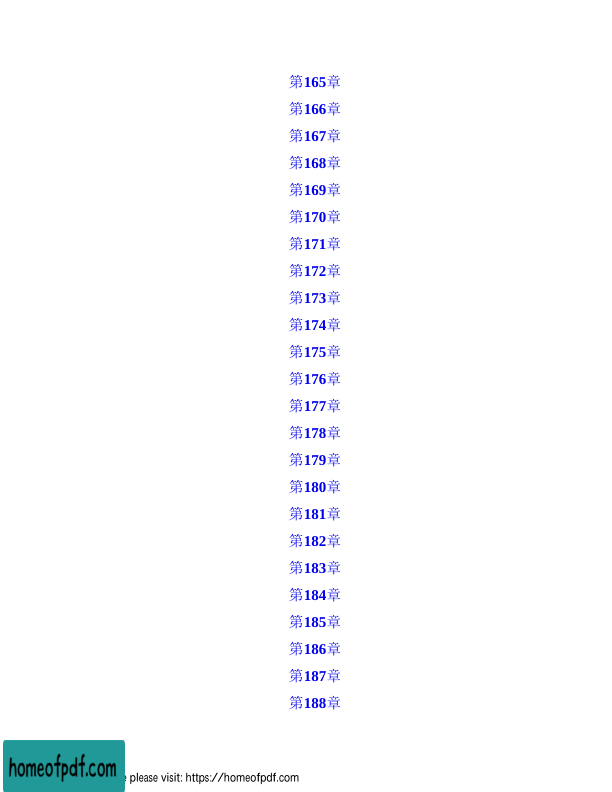 第165章
第166章
第167章
第168章
第169章
第170章
第171章
第172章
第173章
第174章
第175章
第176章
第177章
第178章
第179章
第180章
第181章
第182章
第183章
第184章
第185章
第186章
第187章
第188章
homeofpdf.com
please visit: https://homeofpdf.com